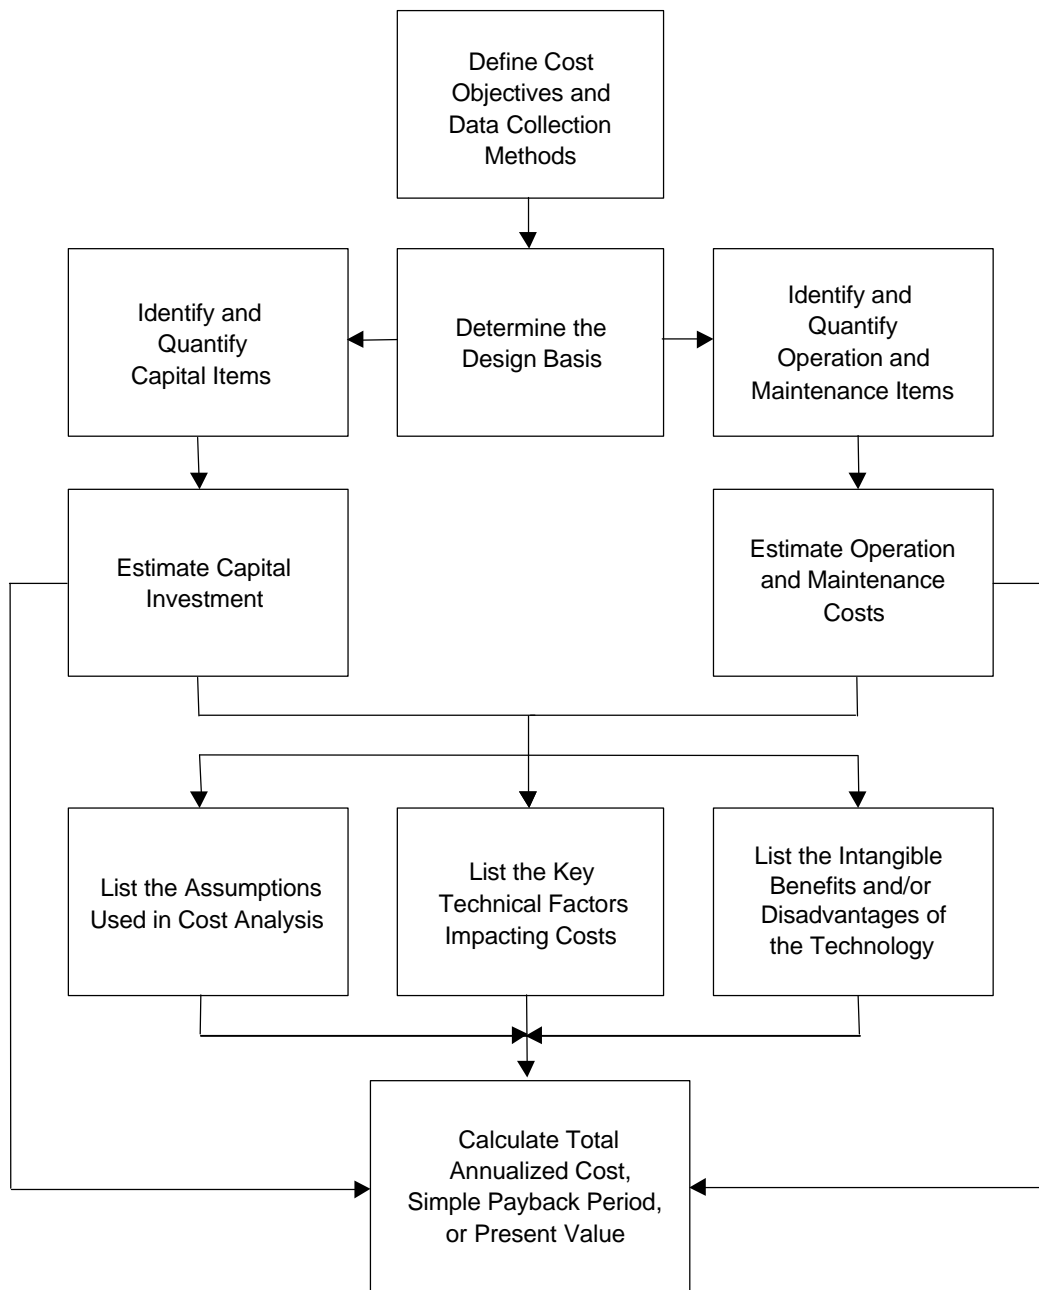 Define Cost
Objectives and
Data Collection
Methods
Identify and
Quantify
Capital Items
Determine the
Design Basis
Identify and
Quantify
Operation and
Maintenance Items
Estimate Capital
Investment
Estimate Operation
and Maintenance
Costs
List the Assumptions
Used in Cost Analysis
List the Key
Technical Factors
Impacting Costs
List the Intangible
Benefits and/or
Disadvantages of
the Technology
Calculate Total
Annualized Cost,
Simple Payback Period,
or Present Value